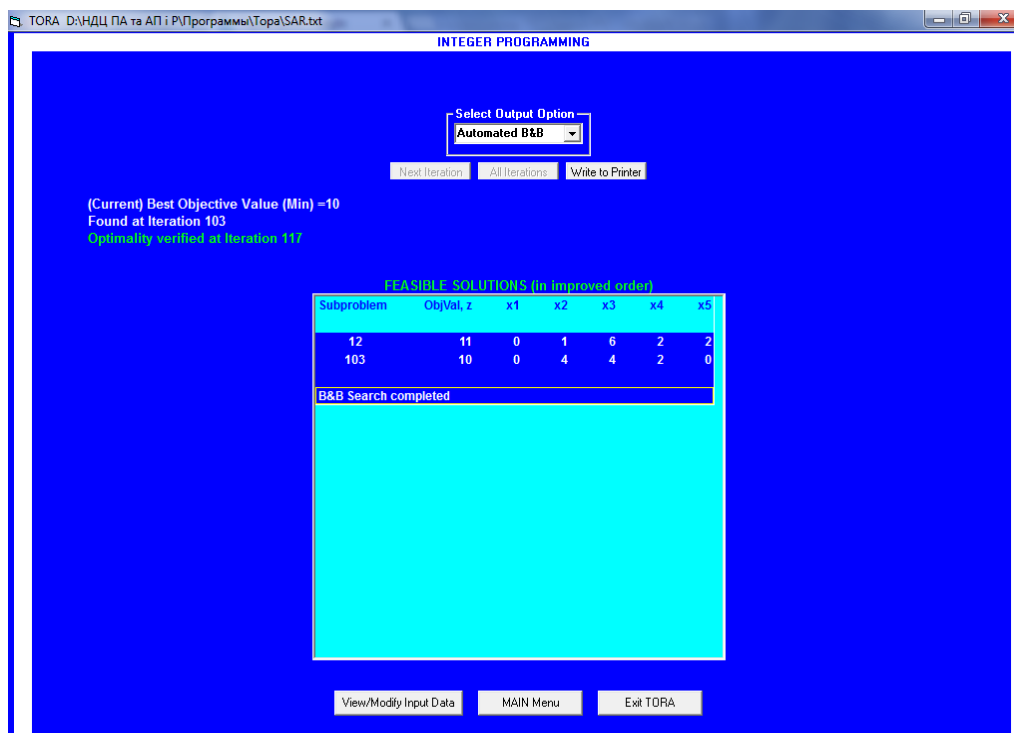 TORA D:\НДЦ ПА та АП і Р\Программы\Тора\SAR.txt
INTEGER PROGRAMMING
Select Output Option
Automated B&B
Next Iteration All Iterations Write to Printer
(Current) Best Objective Value (Min) =10
Found at Iteration 103
Optimality verified at Iteration 117
FEASIBLE SOLUTIONS (in improved order)
Subproblem ObjVal, z x1 x2 x3 x4 x5
12 11 0 1 6 2 2
103 10 0 4 4 2 0
B&B Search completed
View/Modify Input Data MAIN Menu Exit TORA